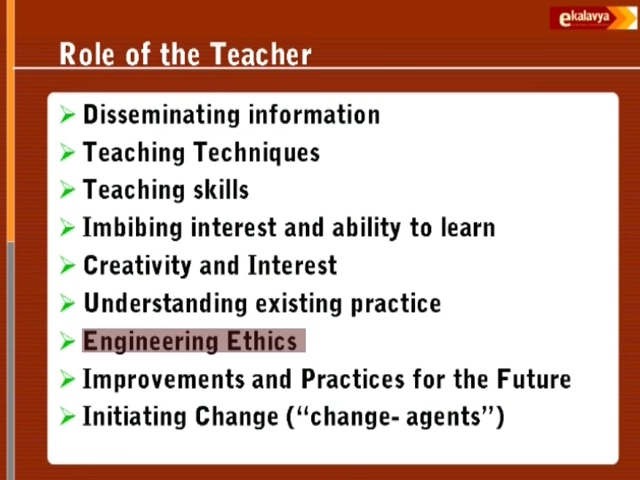 ekalavya
Role of the Teacher
Disseminating information
Teaching Techniques
Teaching skills
Imbibing interest and ability to learn
Creativity and Interest
Understanding existing practice
Engineering Ethics
Improvements and Practices for the Future
Initiating Change (“change- agents”)